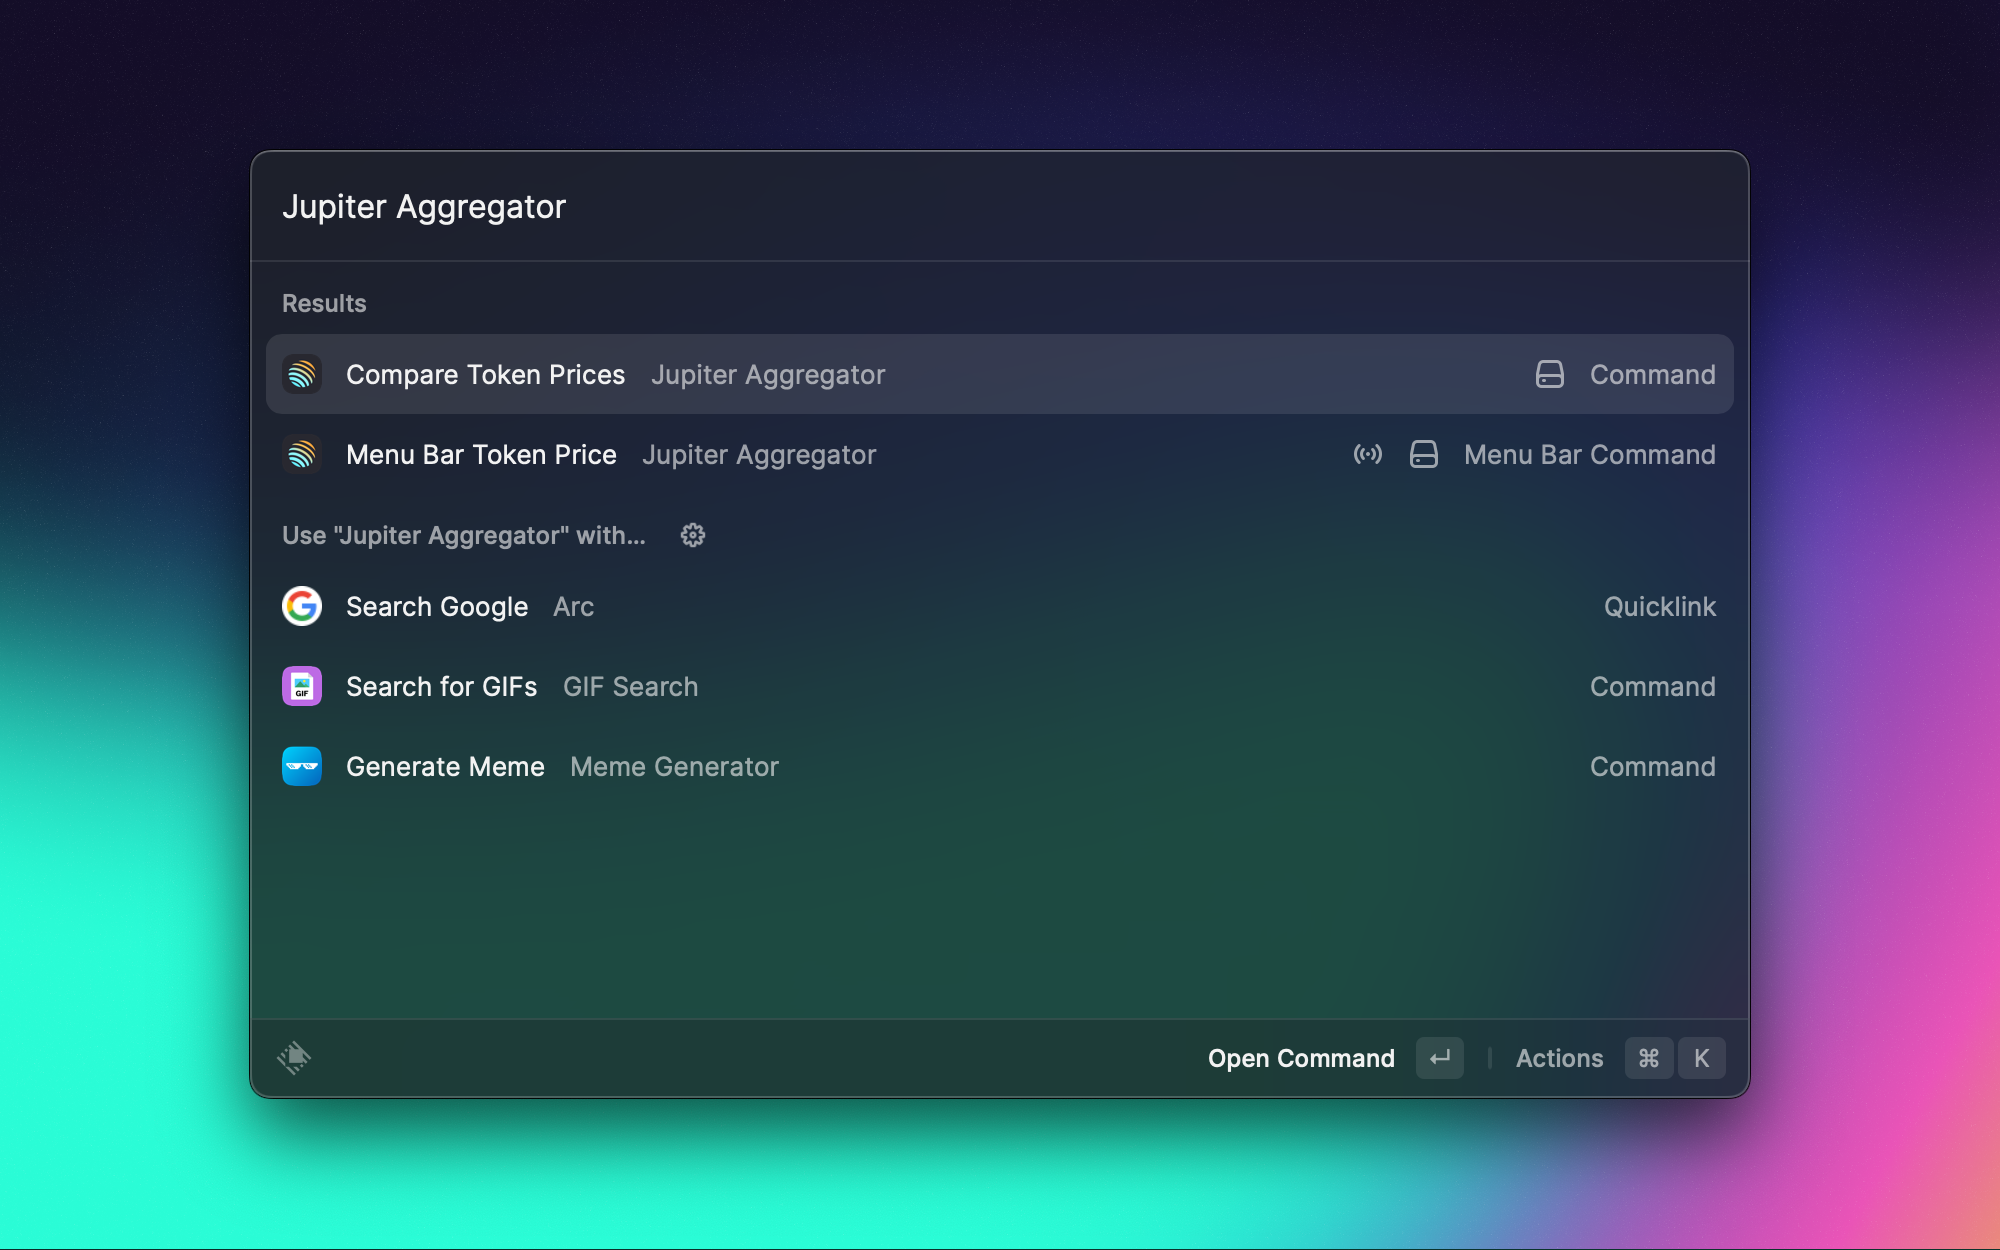 Jupiter Aggregator
Results
Compare Token Prices Jupiter Aggregator Command
Menu Bar Token Price Jupiter Aggregator Menu Bar Command
Use "Jupiter Aggregator" with...
Search Google Arc Quicklink
GIF Search for GIFs GIF Search Command
Generate Meme Meme Generator Command
Open Command ↵ Actions ⌘ K